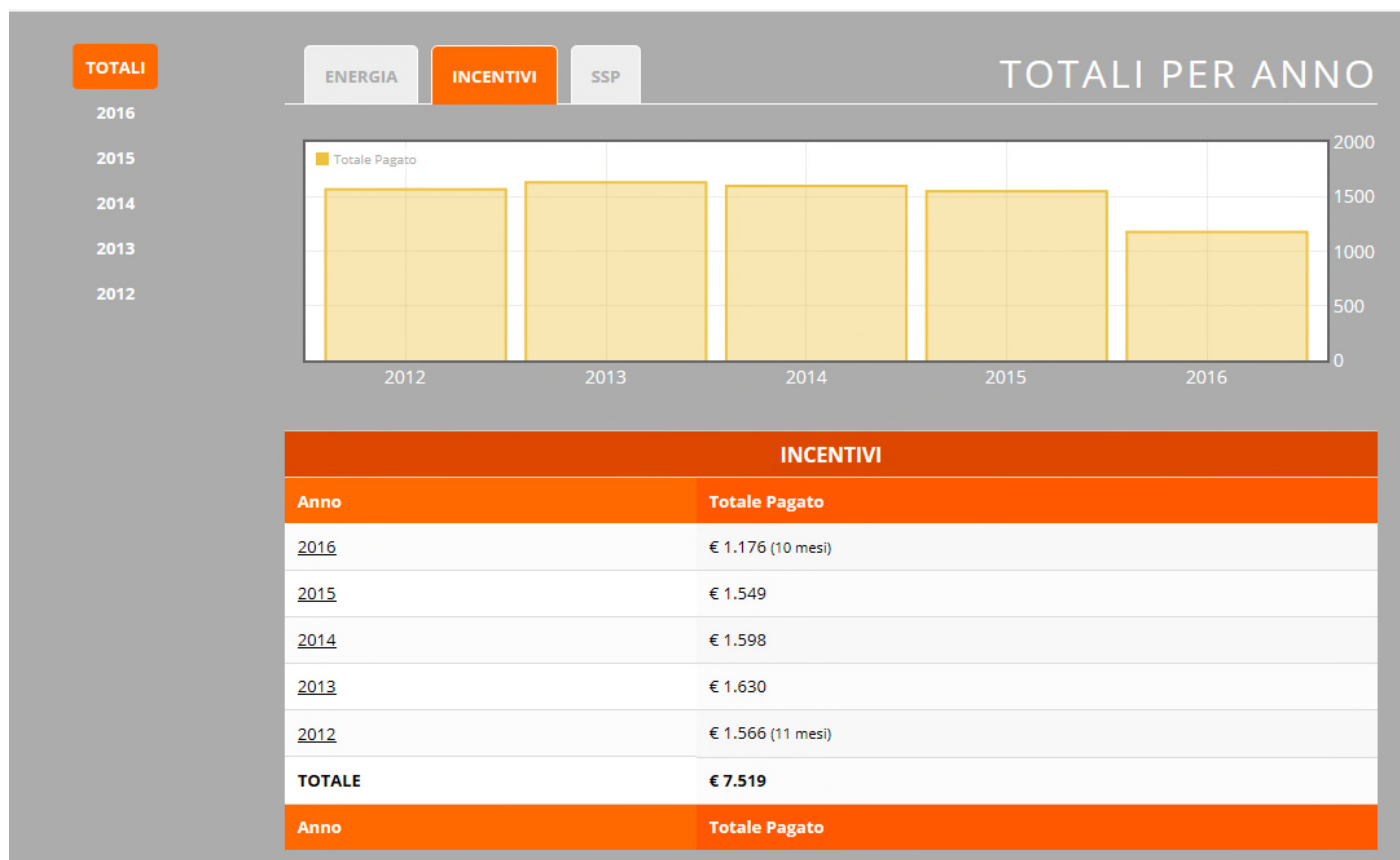 TOTALI
2016
2015
2014
2013
2012
ENERGIA INCENTIVI SSP
TOTALI PER ANNO
Totale Pagato
2000
1500
1000
500
0
2012 2013 2014 2015 2016
INCENTIVI
Anno Totale Pagato
2016 € 1.176 (10 mesi)
2015 € 1.549
2014 € 1.598
2013 € 1.630
2012 € 1.566 (11 mesi)
TOTALE € 7.519
Anno Totale Pagato